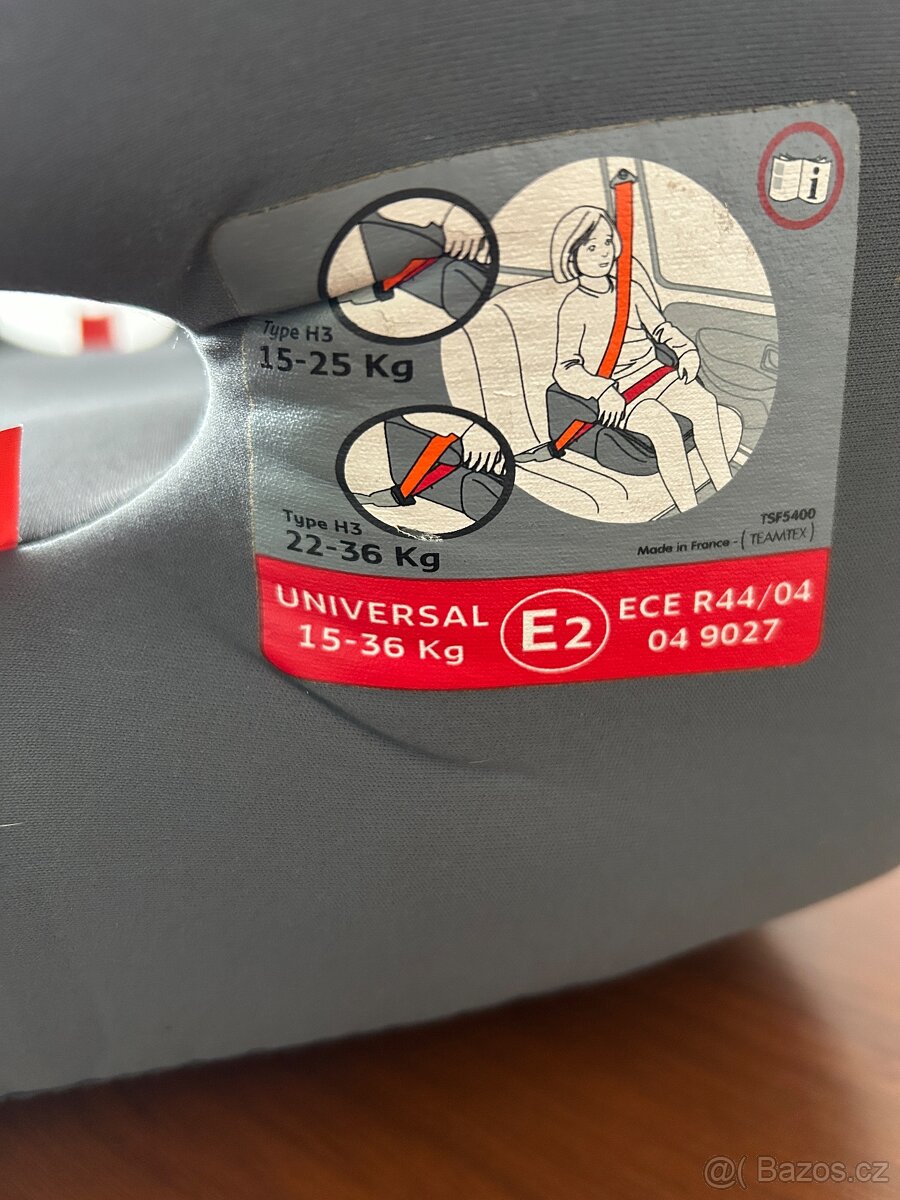 i
Type H3
15-25 Kg
Type H3
22-36 Kg
TSF5400
Made in France - (TEAMTEX)
UNIVERSAL
15-36 Kg
E2
ECE R44/04
04 9027
@( Bazos.cz